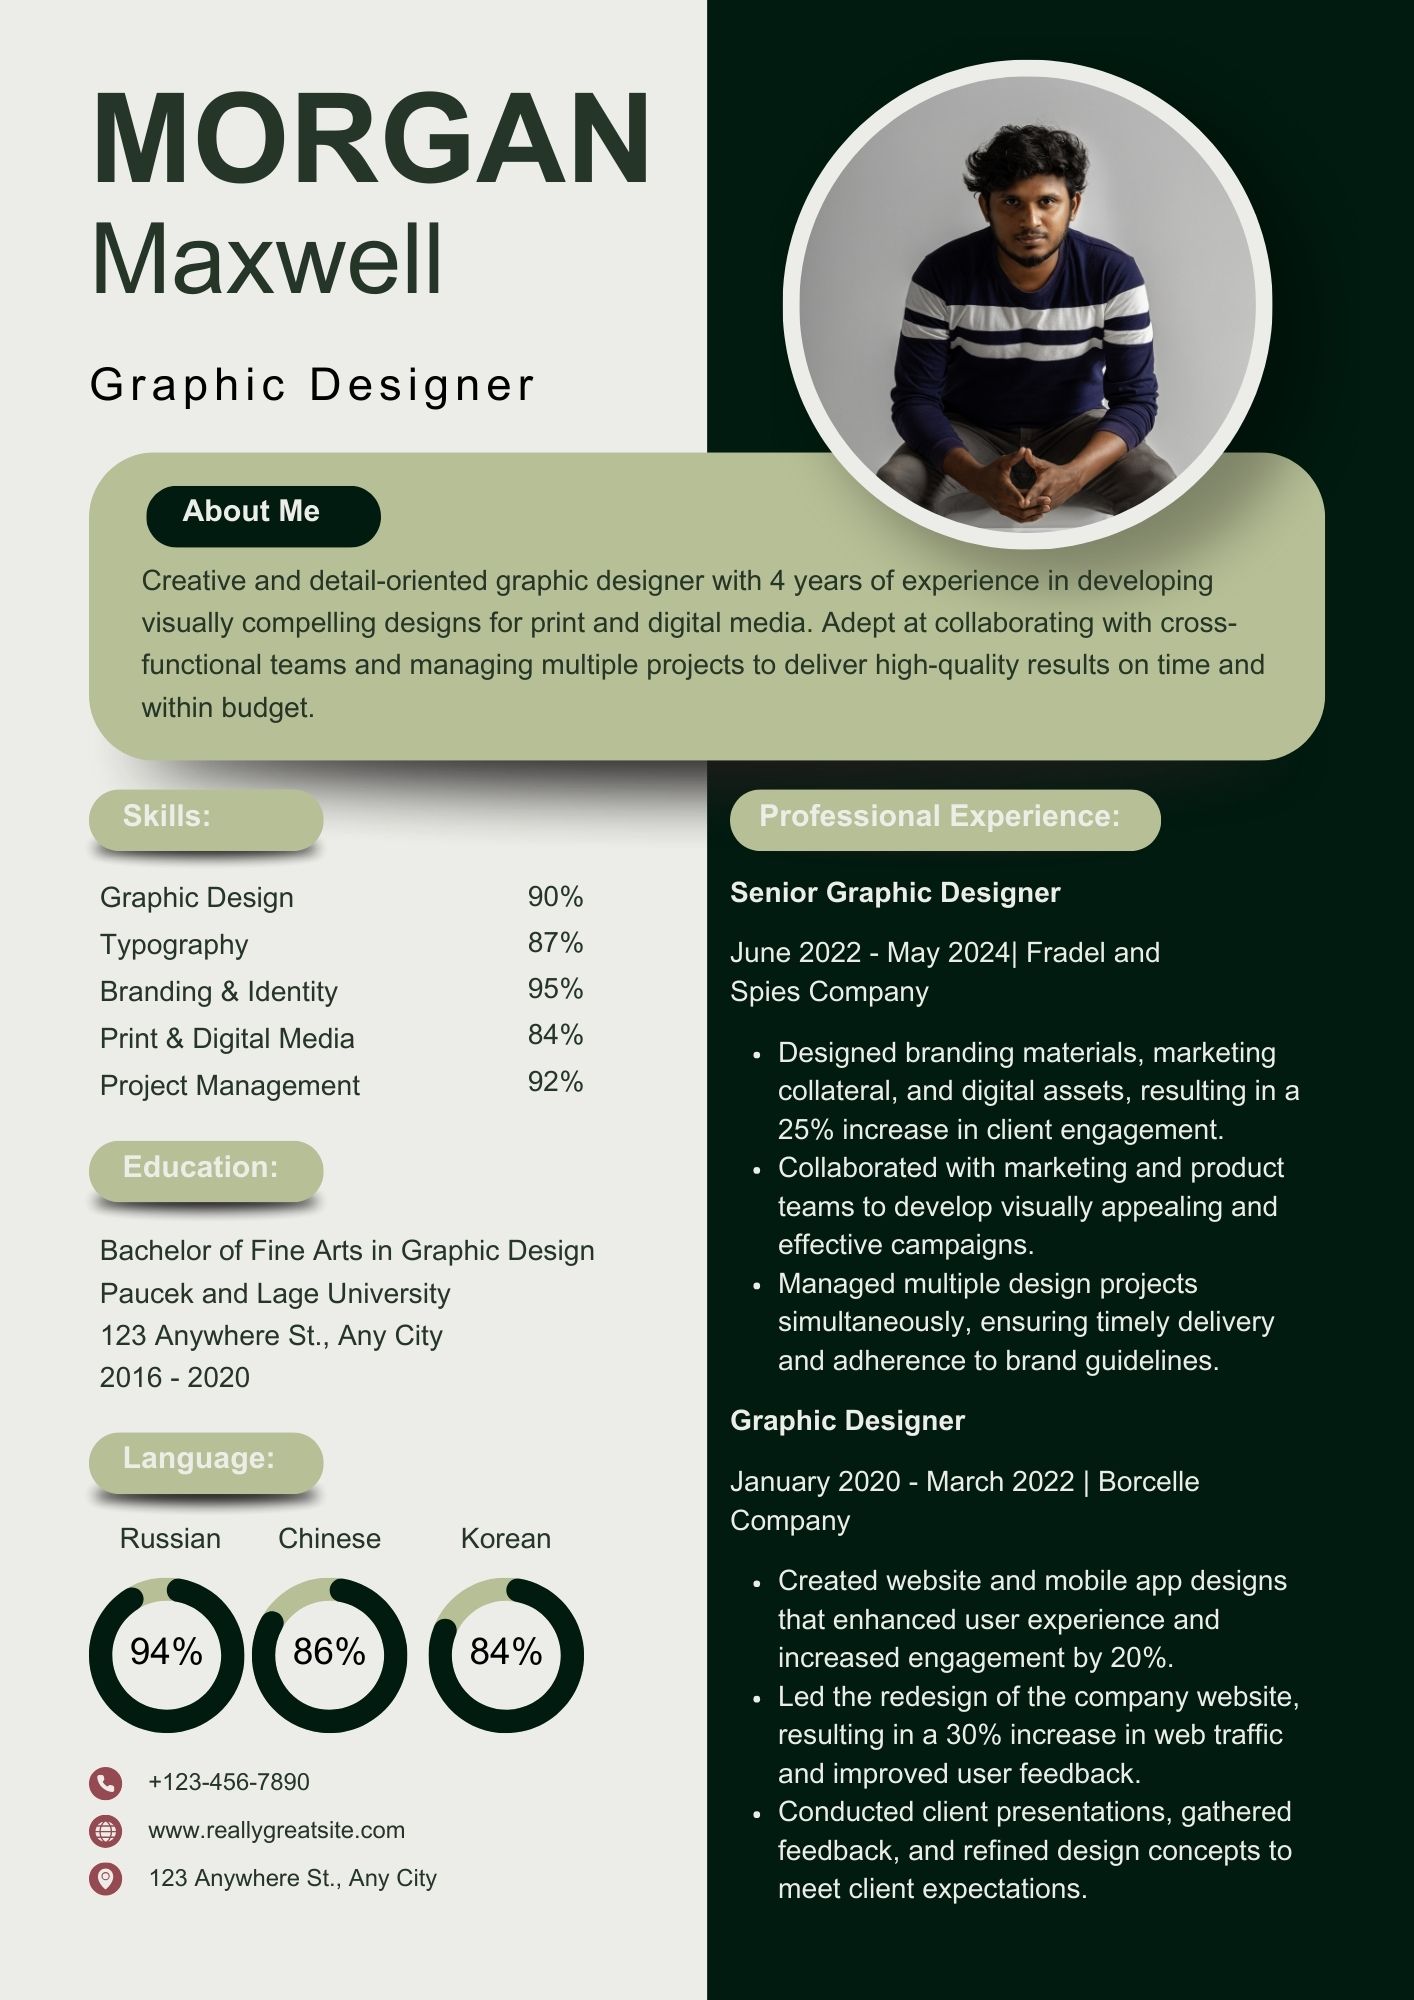 MORGAN
Maxwell
Graphic Designer
About Me
Creative and detail-oriented graphic designer with 4 years of experience in developing
visually compelling designs for print and digital media. Adept at collaborating with cross-
functional teams and managing multiple projects to deliver high-quality results on time and
within budget.
Skills:
Graphic Design 90%
Typography 87%
Branding & Identity 95%
Print & Digital Media 84%
Project Management 92%
Education:
Bachelor of Fine Arts in Graphic Design
Paucek and Lage University
123 Anywhere St., Any City
2016 - 2020
Language:
Russian Chinese Korean
94% 86% 84%
+123-456-7890
www.reallygreatsite.com
123 Anywhere St., Any City
Professional Experience:
Senior Graphic Designer
June 2022 - May 2024| Fradel and
Spies Company
• Designed branding materials, marketing
collateral, and digital assets, resulting in a
25% increase in client engagement.
• Collaborated with marketing and product
teams to develop visually appealing and
effective campaigns.
• Managed multiple design projects
simultaneously, ensuring timely delivery
and adherence to brand guidelines.
Graphic Designer
January 2020 - March 2022 | Borcelle
Company
• Created website and mobile app designs
that enhanced user experience and
increased engagement by 20%.
• Led the redesign of the company website,
resulting in a 30% increase in web traffic
and improved user feedback.
• Conducted client presentations, gathered
feedback, and refined design concepts to
meet client expectations.